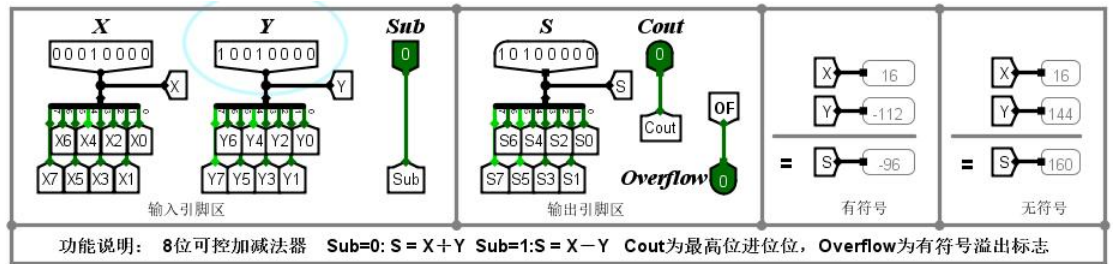 X Y Sub S Cout
00010000 10010000 0 10100000 0
X Y S OF X 16 X 16
Y -112 Y 144
X6 X4 X2 X0 Y6 Y4 Y2 Y0 S6 S4 S2 S0 Cout
X7 X5 X3 X1 Y7 Y5 Y3 Y1 Sub S7 S5 S3 S1 Overflow 0 = S -96 = S 160
输入引脚区 输出引脚区 有符号 无符号
功能说明： 8位可控加减法器 Sub=0: S = X＋Y Sub=1:S = X－Y Cout为最高位进位位，Overflow为有符号溢出标志